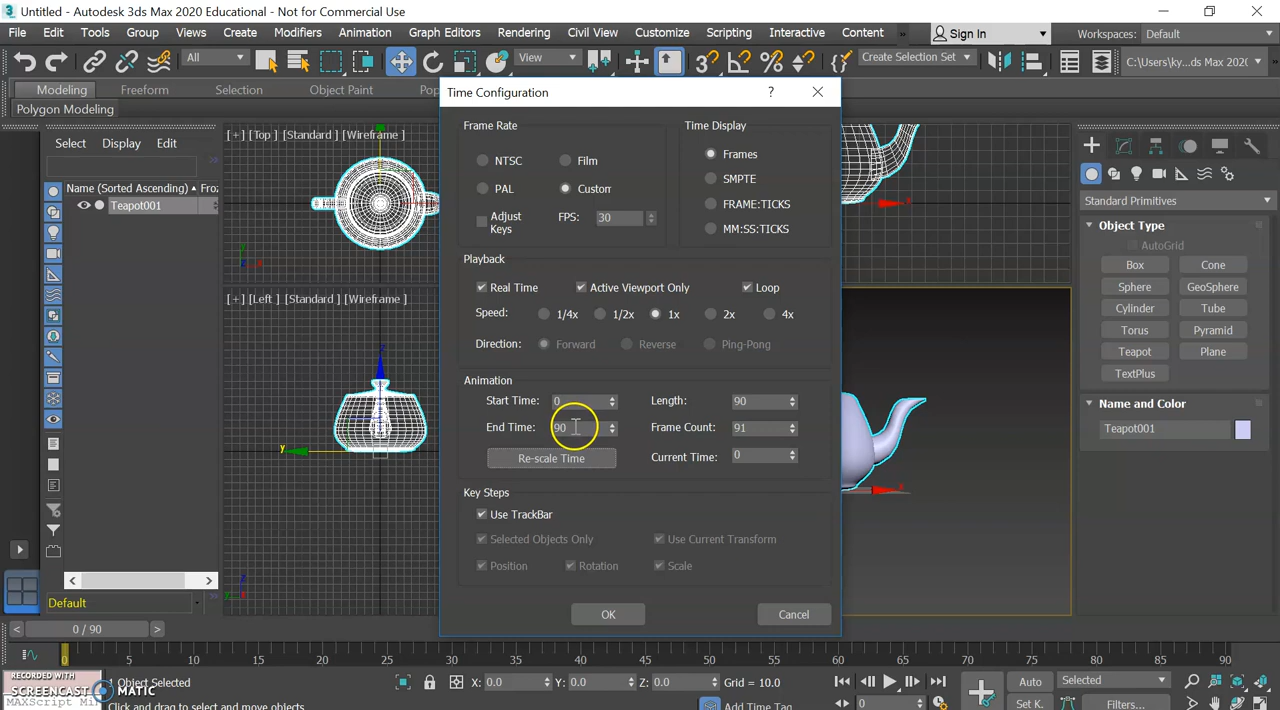 Untitled - Autodesk 3ds Max 2020 Educational - Not for Commercial Use
File Edit Tools Group Views Create Modifiers Animation Graph Editors Rendering Civil View Customize Scripting Interactive Content » Sign In Workspaces: Default
All View Create Selection Set C:\Users\ky...ds Max 202(
Modeling Freeform Selection Object Paint
Polygon Modeling
Select Display Edit
Name (Sorted Ascending) Fro
Teapot001
[+] [Top] [Standard] [Wireframe]
[+] [Left] [Standard] [Wireframe]
Time Configuration ?
Frame Rate
NTSC Film
PAL Custom
Adjust Keys FPS: 30
Time Display
Frames
SMPTE
FRAME:TICKS
MM:SS:TICKS
Playback
Real Time Active Viewport Only Loop
Speed: 1/4x 1/2x 1x 2x 4x
Direction: Forward Reverse Ping-Pong
Animation
Start Time: 0 Length: 90
End Time: 90 Frame Count: 91
Re-scale Time Current Time: 0
Key Steps
Use TrackBar
Selected Objects Only Use Current Transform
Position Rotation Scale
OK Cancel
Standard Primitives
Object Type
AutoGrid
Box Cone
Sphere GeoSphere
Cylinder Tube
Torus Pyramid
Teapot Plane
TextPlus
Name and Color
Teapot001
Default
< 0 / 90 >
0 5 10 15 20 25 30 35 40 45 50 55 60 65 70 75 80 85 90
RECORDED WITH
SCREENCAST MATIC
MAXScript Mi
1 Object Selected
Click and drag to select and move objects
X: 0.0 Y: 0.0 Z: 0.0 Grid = 10.0
Add Time Tag
0
Auto Selected
Set K. Filters...